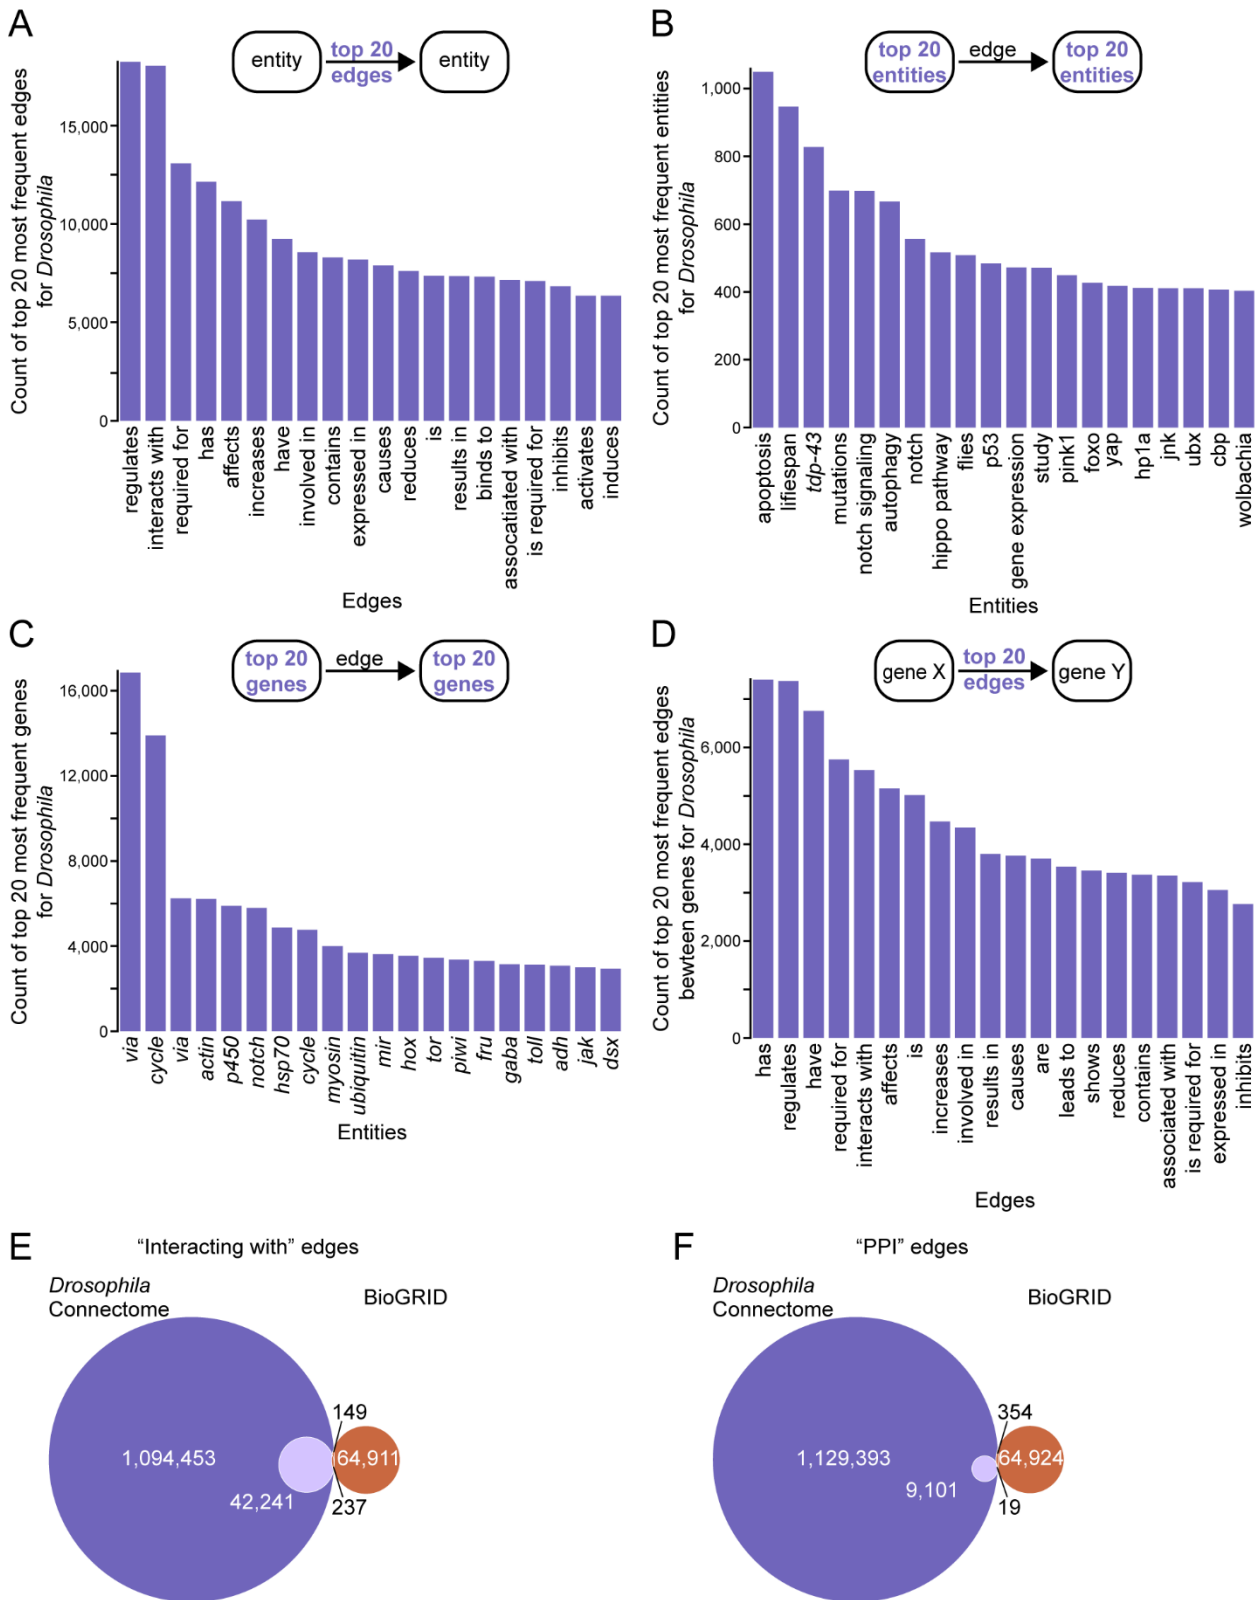 A
Count of top 20 most frequent edges
for Drosophila
entity
top 20
edges
entity
15,000
10,000
5,000
0
regulates
interacts with
required for
has
affects
increases
have
involved in
contains
expressed in
causes
reduces
is
results in
binds to
assocatiated with
is required for
inhibits
activates
induces
Edges
B
Count of top 20 most frequent entities
for Drosophila
top 20
entities
edge
top 20
entities
1,000
800
600
400
200
0
apoptosis
lifiespan
tdp-43
mutations
notch signaling
autophagy
notch
hippo pathway
flies
p53
gene expression
study
pink1
foxo
yap
hp1a
jnk
ubx
cbp
wolbachia
Entities
C
Count of top 20 most frequent genes
for Drosophila
top 20
genes
edge
top 20
genes
16,000
12,000
8,000
4,000
0
via
cycle
via
actin
p450
notch
hsp70
cycle
myosin
ubiquitin
mir
hox
tor
piwi
fru
gaba
toll
adh
jak
dsx
Entities
D
Count of top 20 most frequent edges
bewteen genes for Drosophila
gene X
top 20
edges
gene Y
6,000
4,000
2,000
0
has
regulates
have
required for
interacts with
affects
is
increases
involved in
results in
causes
are
leads to
shows
reduces
contains
associated with
is required for
expressed in
inhibits
Edges
E
"Interacting with" edges
Drosophila
Connectome
BioGRID
149
1,094,453
64,911
42,241
237
F
"PPI" edges
Drosophila
Connectome
BioGRID
354
1,129,393
64,924
9,101
19